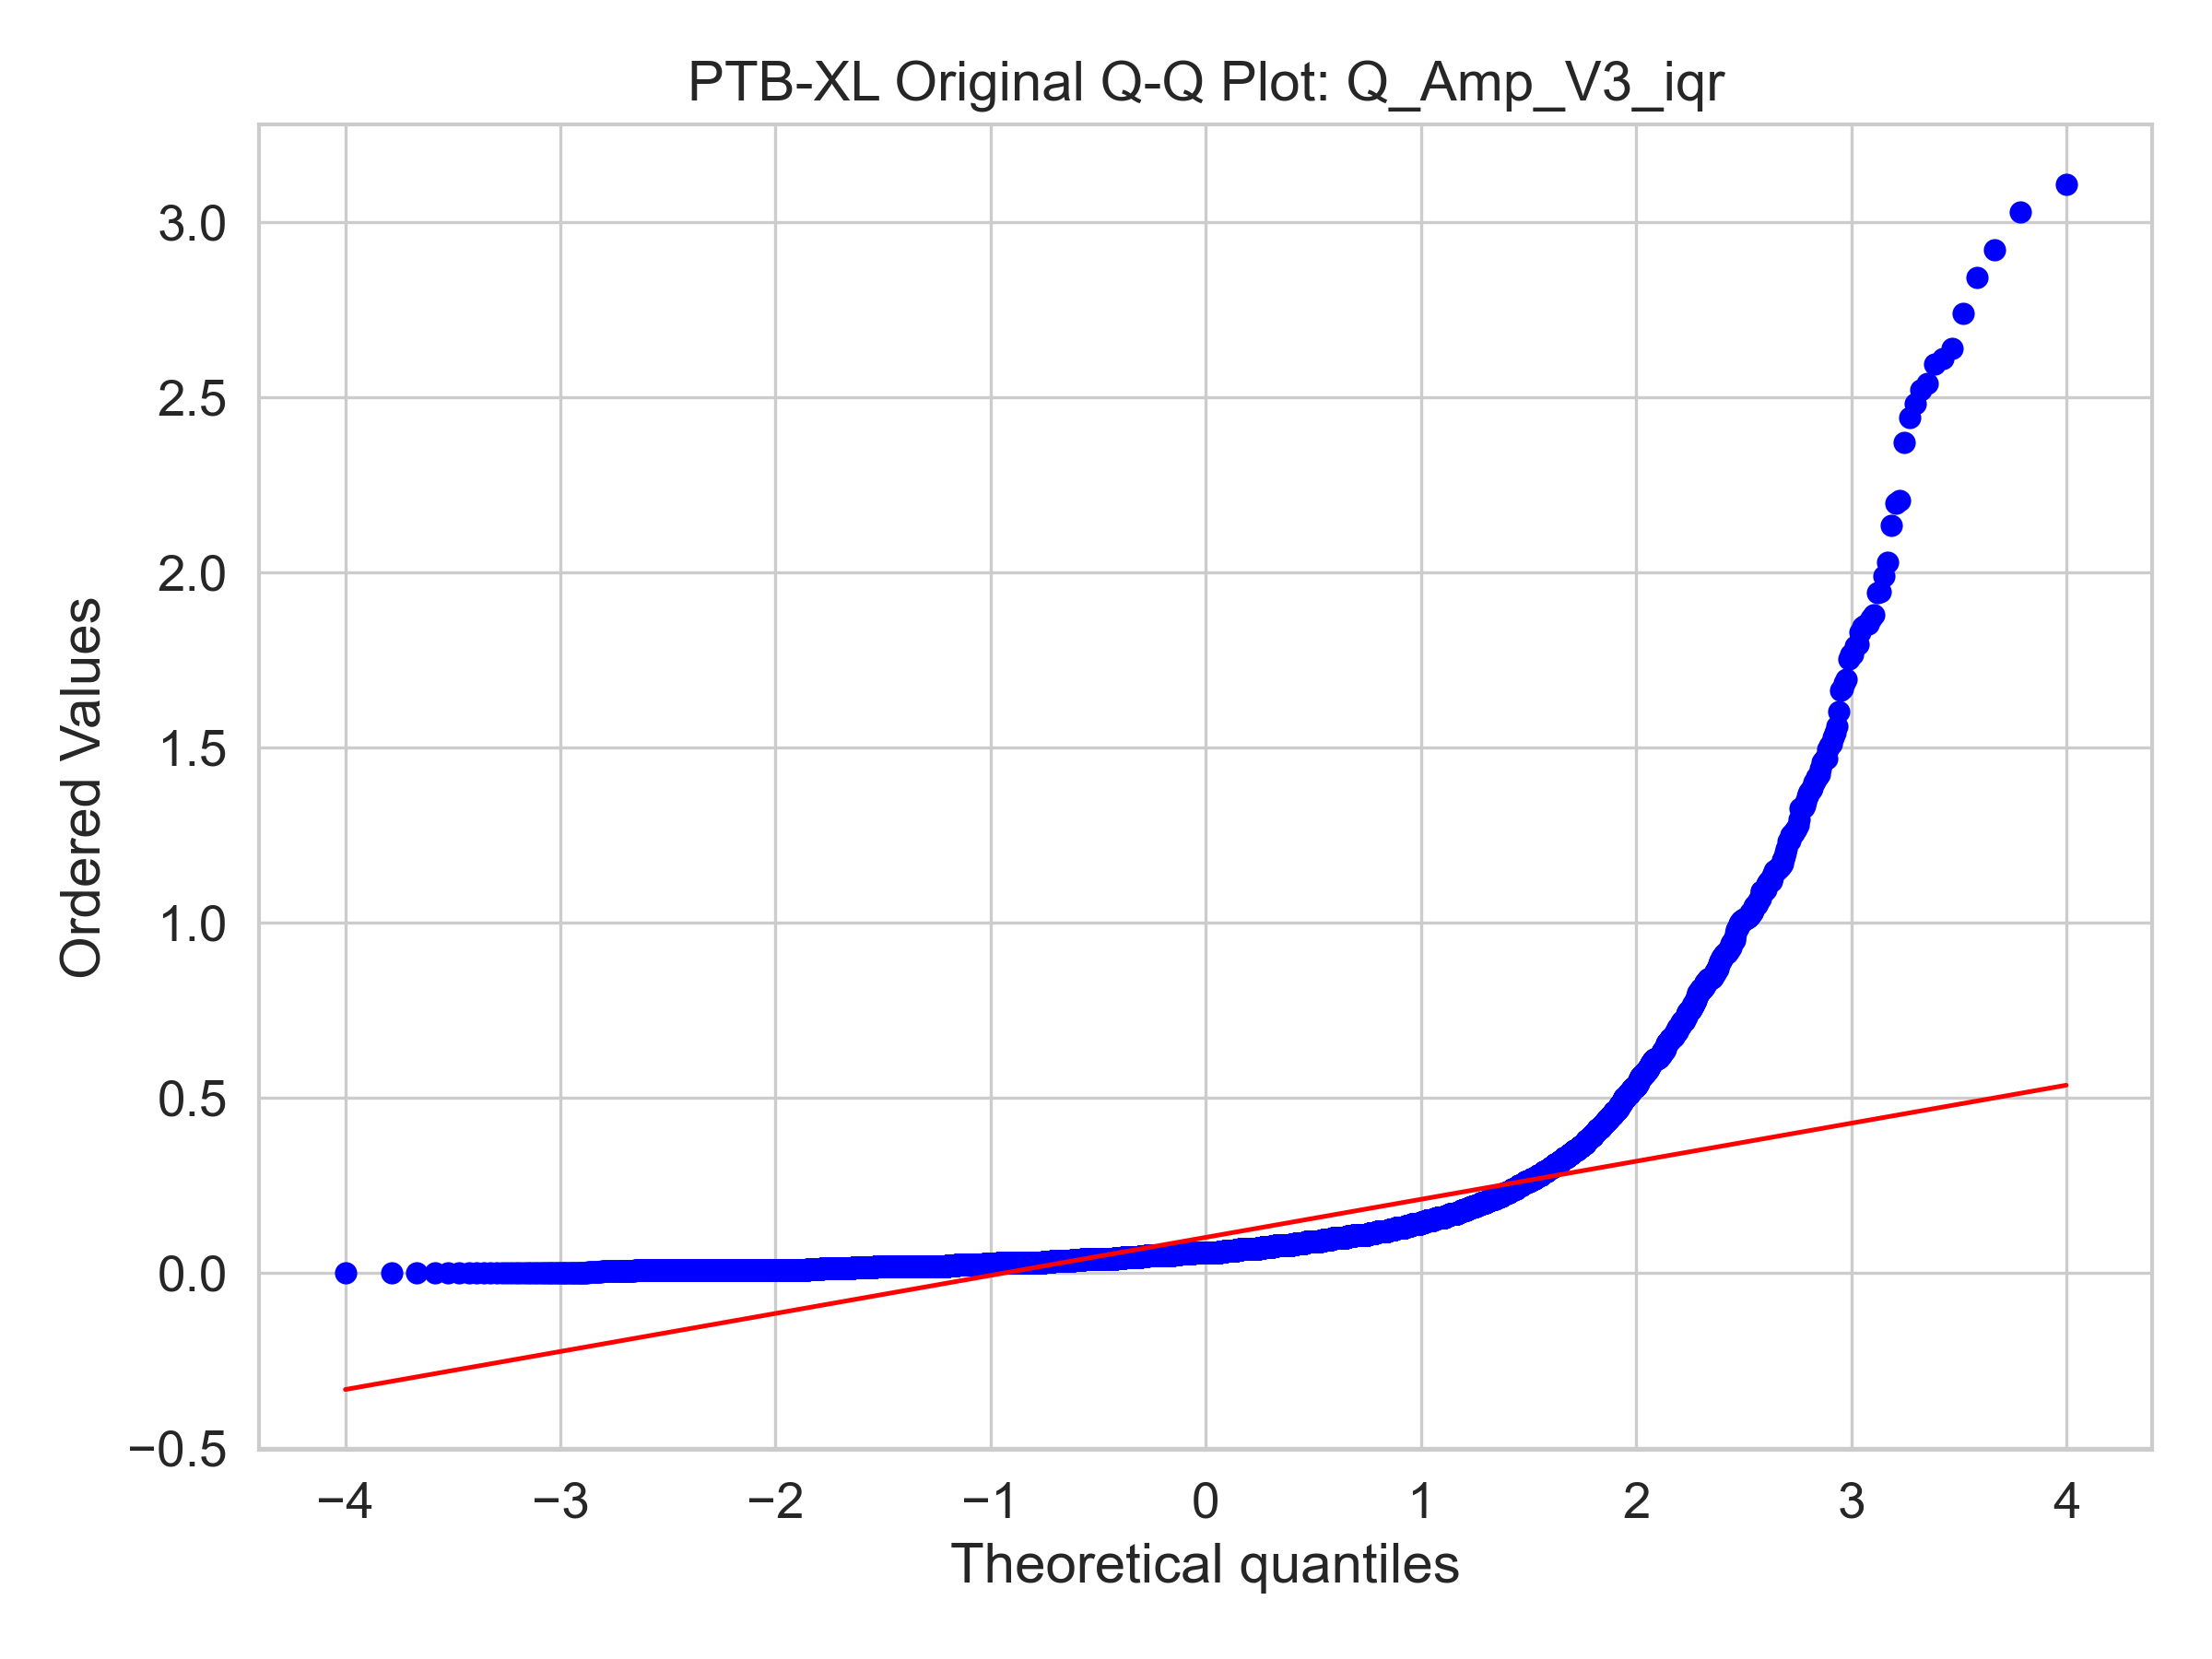 PTB-XL Original Q-Q Plot: Q_Amp_V3_iqr
Ordered Values
3.0
2.5
2.0
1.5
1.0
0.5
0.0
−0.5
−4 −3 −2 −1 0 1 2 3 4
Theoretical quantiles